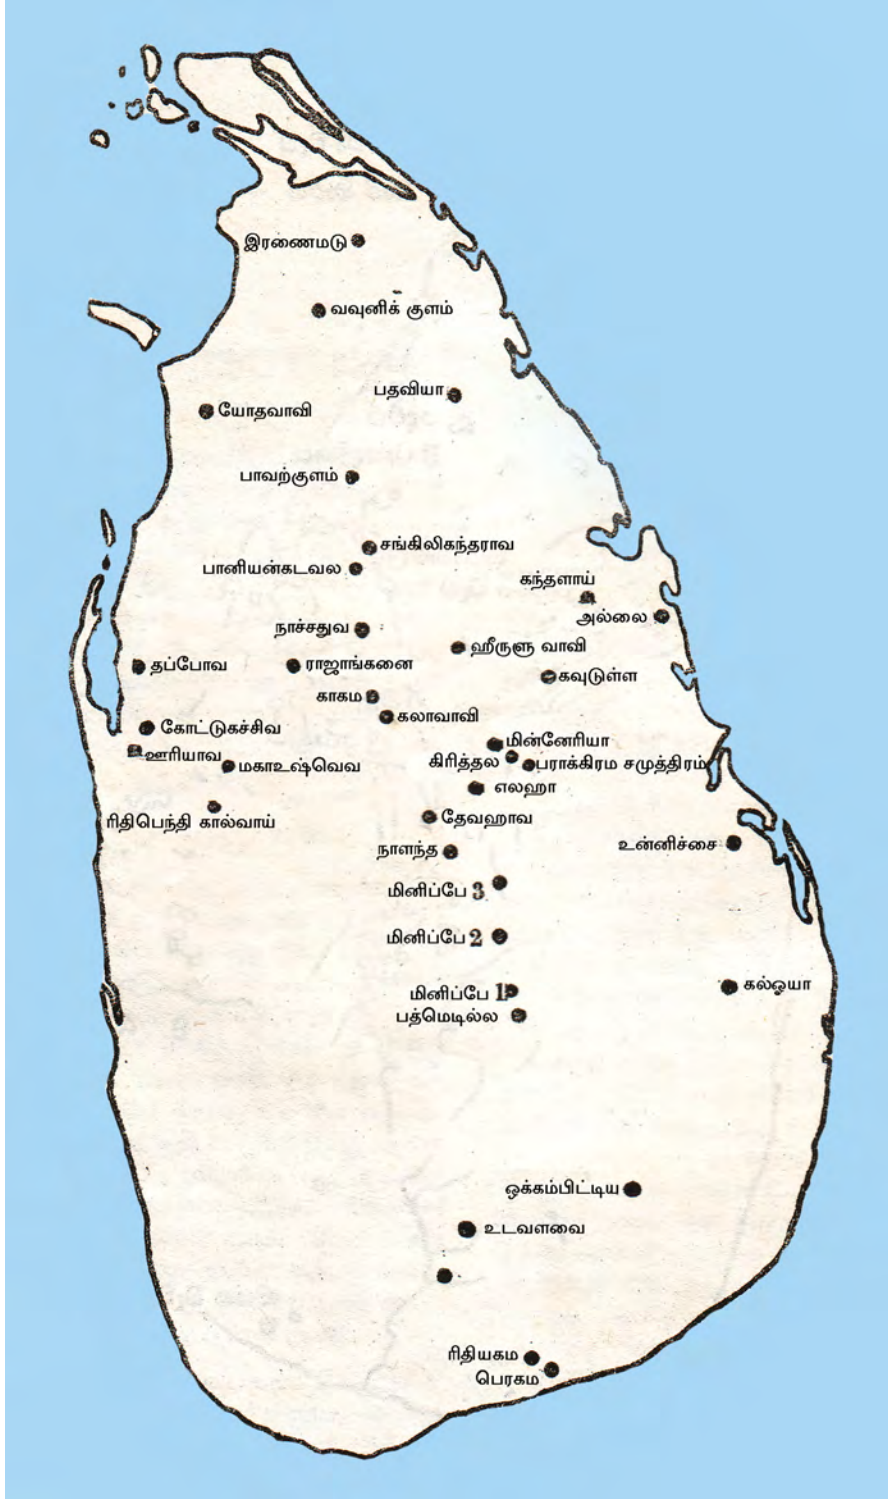 இரணைமடு
வவுனிக் குளம்
பதவியா
யோதவாவி
பாவற்குளம்
சங்கிலிகந்தராவ
பானியன்கடவல
கந்தளாய்
அல்லை
நாச்சதுவ
ஹீருளு வாவி
தப்போவ
ராஜாங்கனை
கவுடுள்ள
காகம
கலாவாவி
கோட்டுகச்சிவ
மின்னேரியா
ஊரியாவ
கிரித்தல
பராக்கிரம சமுத்திரம்
மகாஉஷ்வெவ
எலஹா
ரிதிபெந்தி கால்வாய்
தேவஹாவ
உன்னிச்சை
நாளந்த
மினிப்பே 3
மினிப்பே 2
மினிப்பே 1
கல்ஓயா
பத்மெடில்ல
ஒக்கம்பிட்டிய
உடவளவை
ரிதியகம
பெரகம